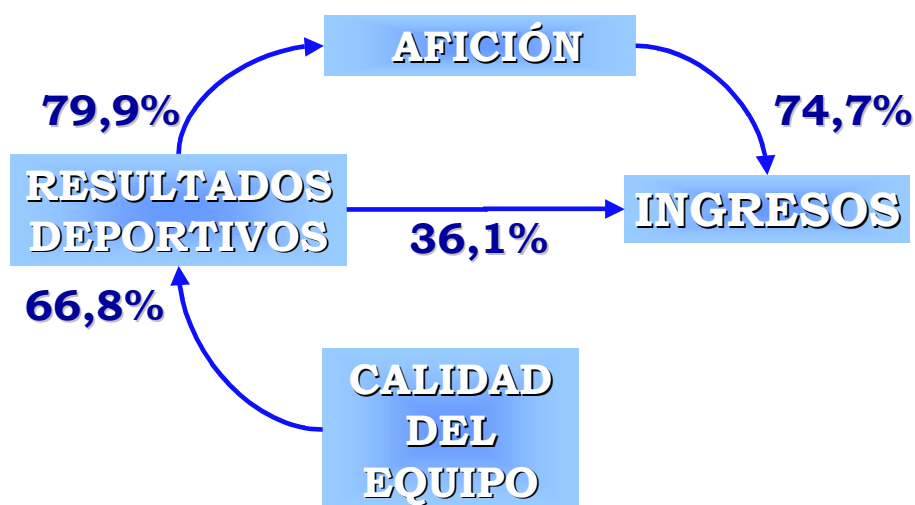 AFICIÓN
79,9%
74,7%
RESULTADOS
DEPORTIVOS
INGRESOS
36,1%
66,8%
CALIDAD
DEL
EQUIPO